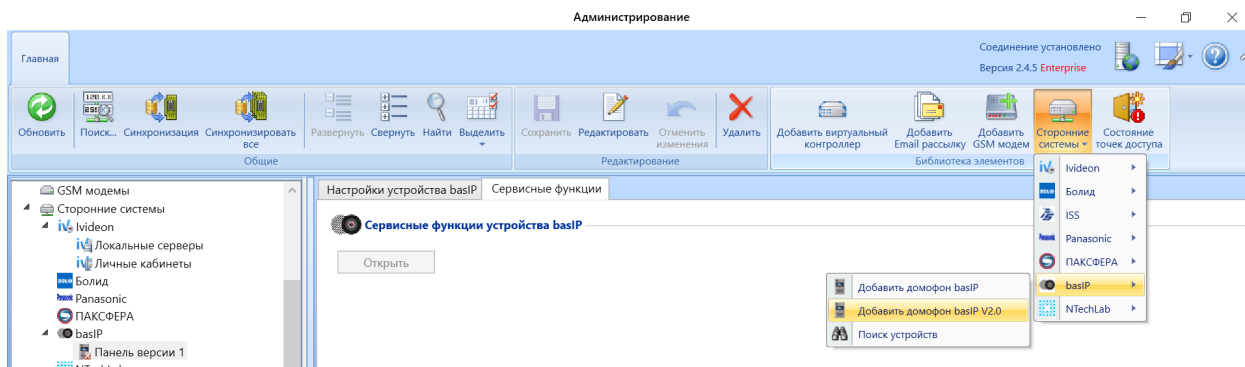 Администрирование
Главная
Соединение установлено
Версия 2.4.5 Enterprise
Обновить
Поиск...
Синхронизация
Синхронизировать
все
Развернуть
Свернуть
Найти
Выделить
Сохранить
Редактировать
Отменить
изменения
Удалить
Добавить виртуальный
контроллер
Добавить
Email рассылку
Добавить
GSM модем
Сторонние
системы
Состояние
точек доступа
Общие
Редактирование
Библиотека элементов
GSM модемы
Сторонние системы
Ivideon
Локальные серверы
Личные кабинеты
Болид
Panasonic
ПАКСФЕРА
basIP
Панель версии 1
Настройки устройства basIP
Сервисные функции
Сервисные функции устройства basIP
Открыть
Ivideon
Болид
ISS
Panasonic
ПАКСФЕРА
basIP
NTechLab
Добавить домофон basIP
Добавить домофон basIP V2.0
Поиск устройств